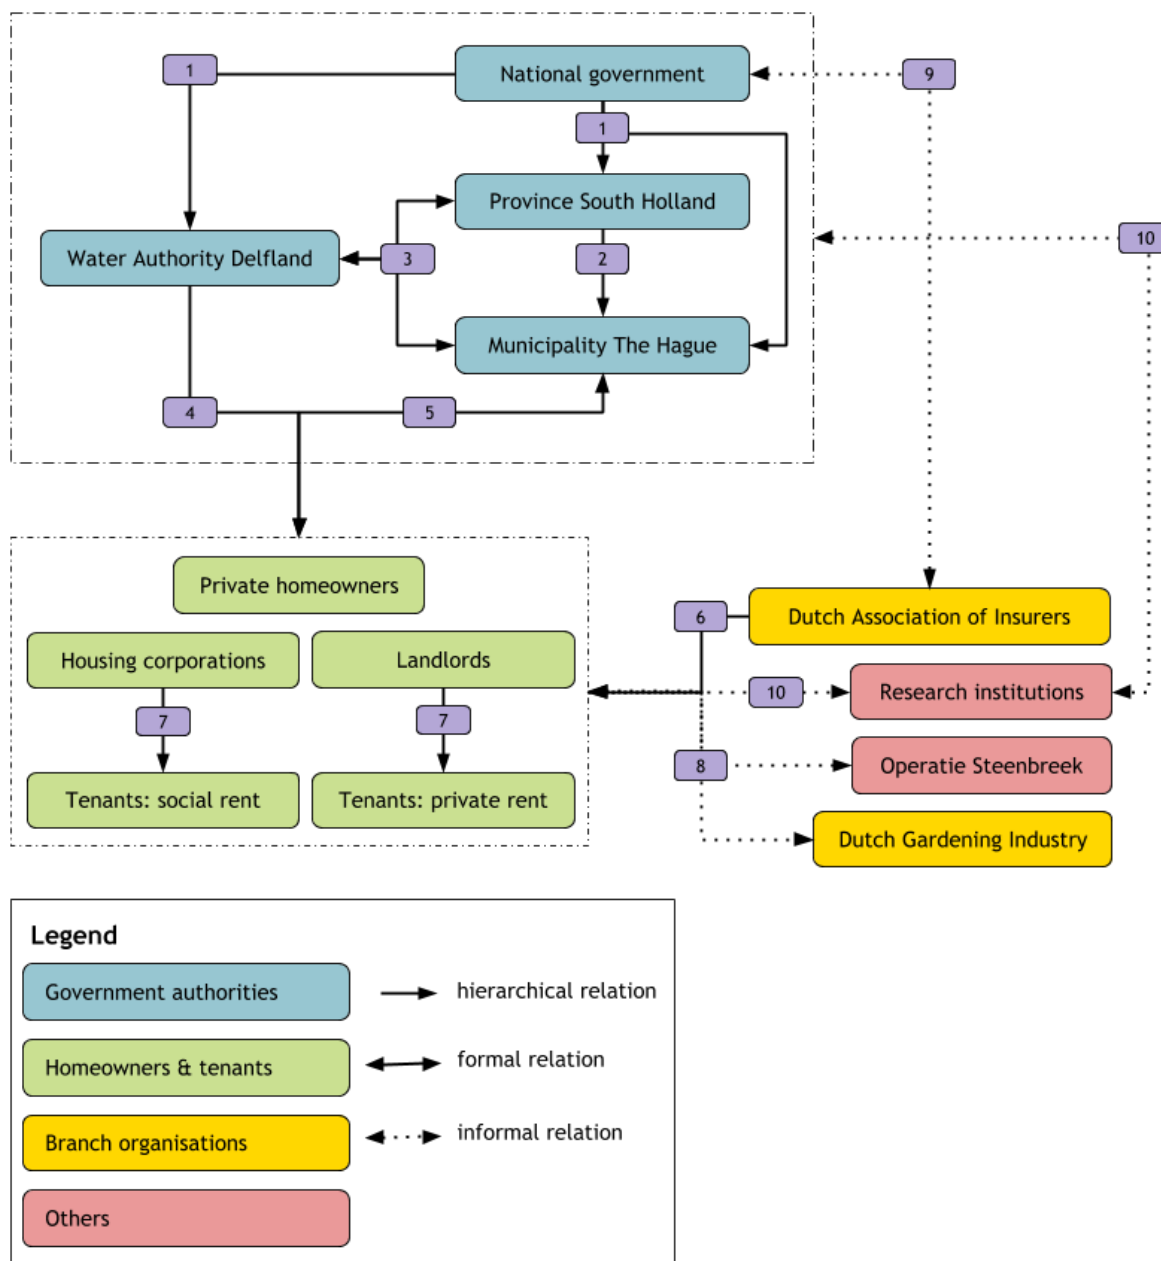 1
National government
9
1
Province South Holland
10
Water Authority Delfland
3
2
Municipality The Hague
4
5
Private homeowners
6
Dutch Association of Insurers
Housing corporations
Landlords
10
Research institutions
7
7
8
Operatie Steenbreek
Tenants: social rent
Tenants: private rent
Dutch Gardening Industry
Legend
Government authorities
hierarchical relation
Homeowners & tenants
formal relation
Branch organisations
informal relation
Others